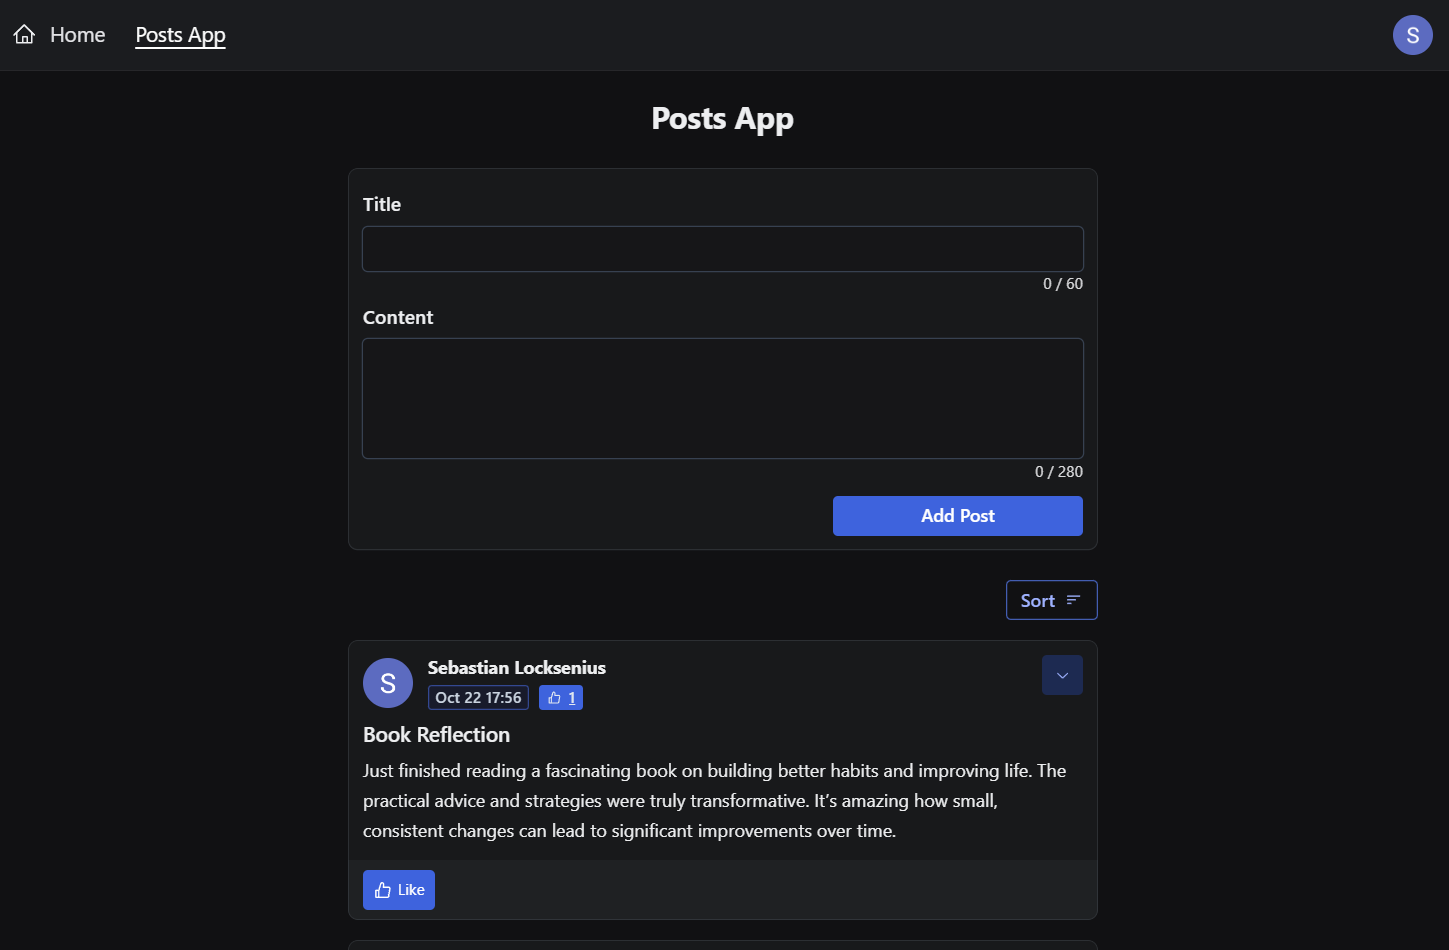 Home Posts App S
Posts App
Title
0 / 60
Content
0 / 280
Add Post
Sort
S
Sebastian Locksenius
Oct 22 17:56 1
Book Reflection
Just finished reading a fascinating book on building better habits and improving life. The
practical advice and strategies were truly transformative. It’s amazing how small,
consistent changes can lead to significant improvements over time.
Like